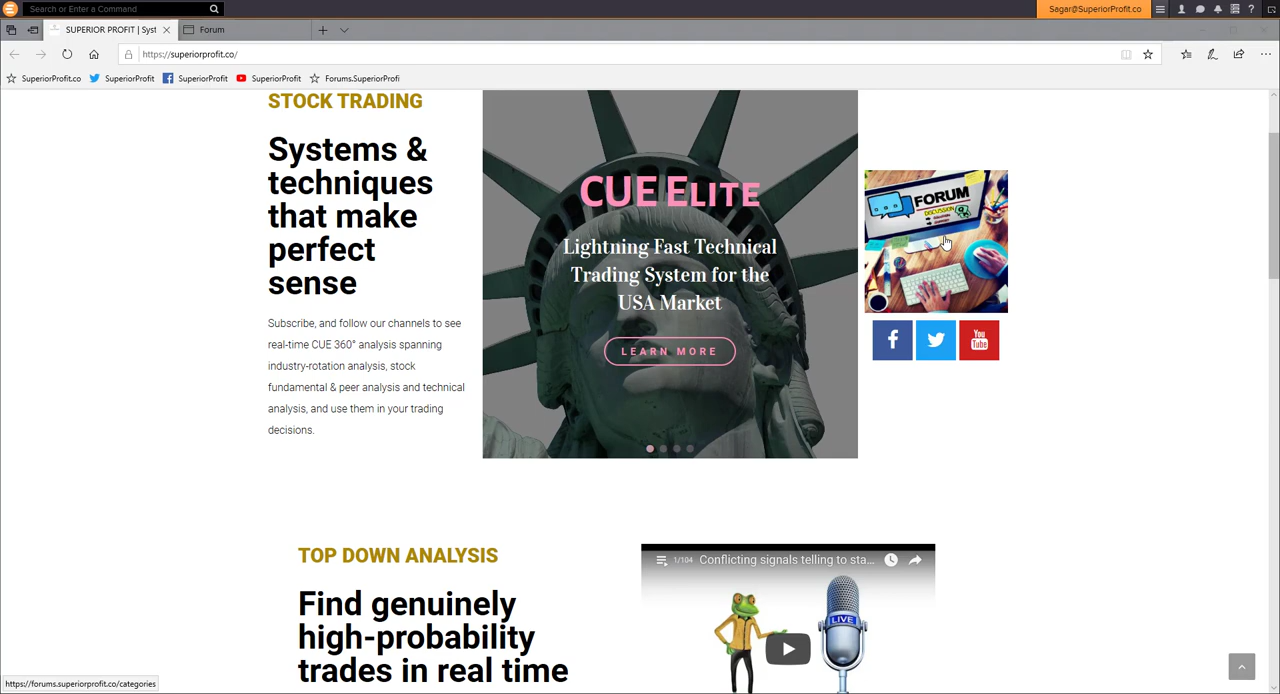 Search or Enter a Command
Sagar@SuperiorProfit.co
SUPERIOR PROFIT | Syst
Forum
https://superiorprofit.co/
SuperiorProfit.co
SuperiorProfit
SuperiorProfit
SuperiorProfit
Forums.SuperiorProfi
STOCK TRADING
Systems &
techniques
that make
perfect
sense
Subscribe, and follow our channels to see
real-time CUE 360° analysis spanning
industry-rotation analysis, stock
fundamental & peer analysis and technical
analysis, and use them in your trading
decisions.
CUE ELITE
Lightning Fast Technical
Trading System for the
USA Market
LEARN MORE
FORUM
DISCUSSION
You
Tube
TOP DOWN ANALYSIS
Find genuinely
high-probability
trades in real time
1/104 Conflicting signals telling to sta...
LIVE
https://forums.superiorprofit.co/categories